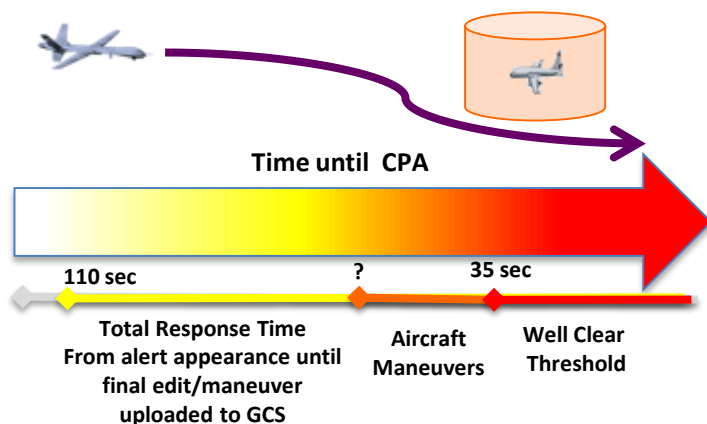 Time until CPA
110 sec
?
35 sec
Total Response Time
From alert appearance until
final edit/maneuver
uploaded to GCS
Aircraft
Maneuvers
Well Clear
Threshold